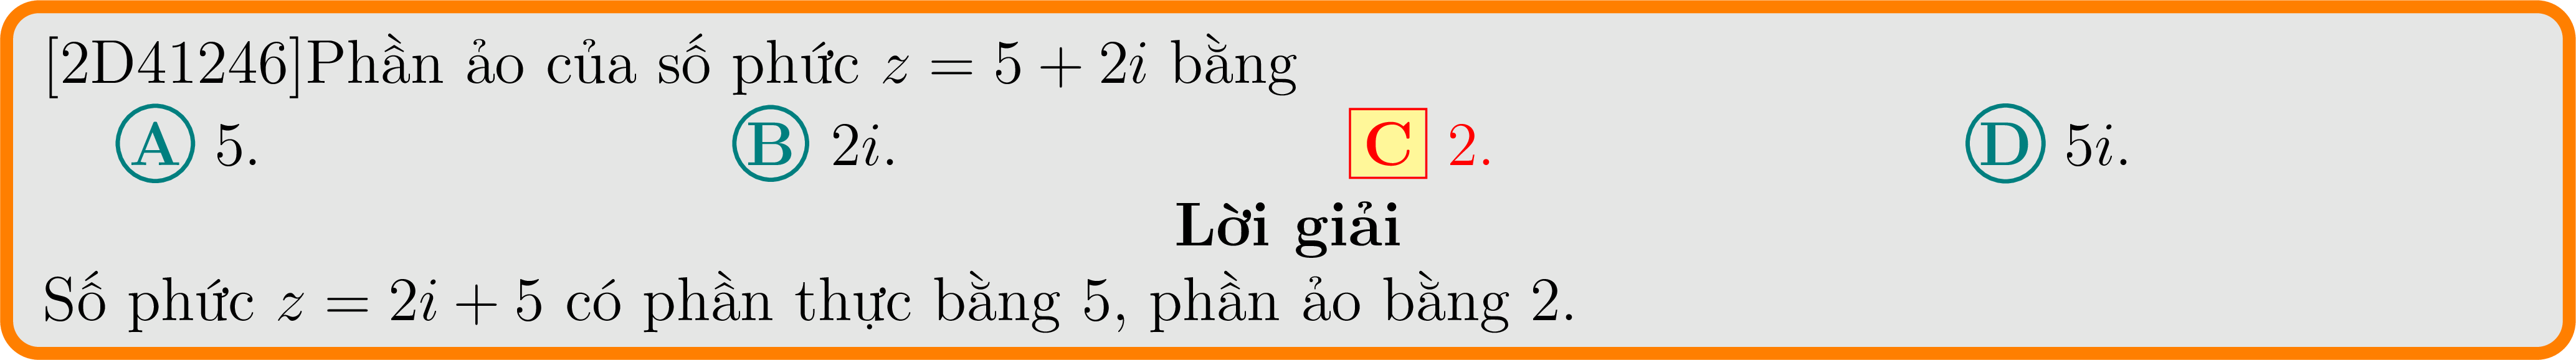 [2D41246]Phần ảo của số phức z = 5 + 2i bằng
A 5. B 2i. C 2. D 5i.
Lời giải
Số phức z = 2i + 5 có phần thực bằng 5, phần ảo bằng 2.